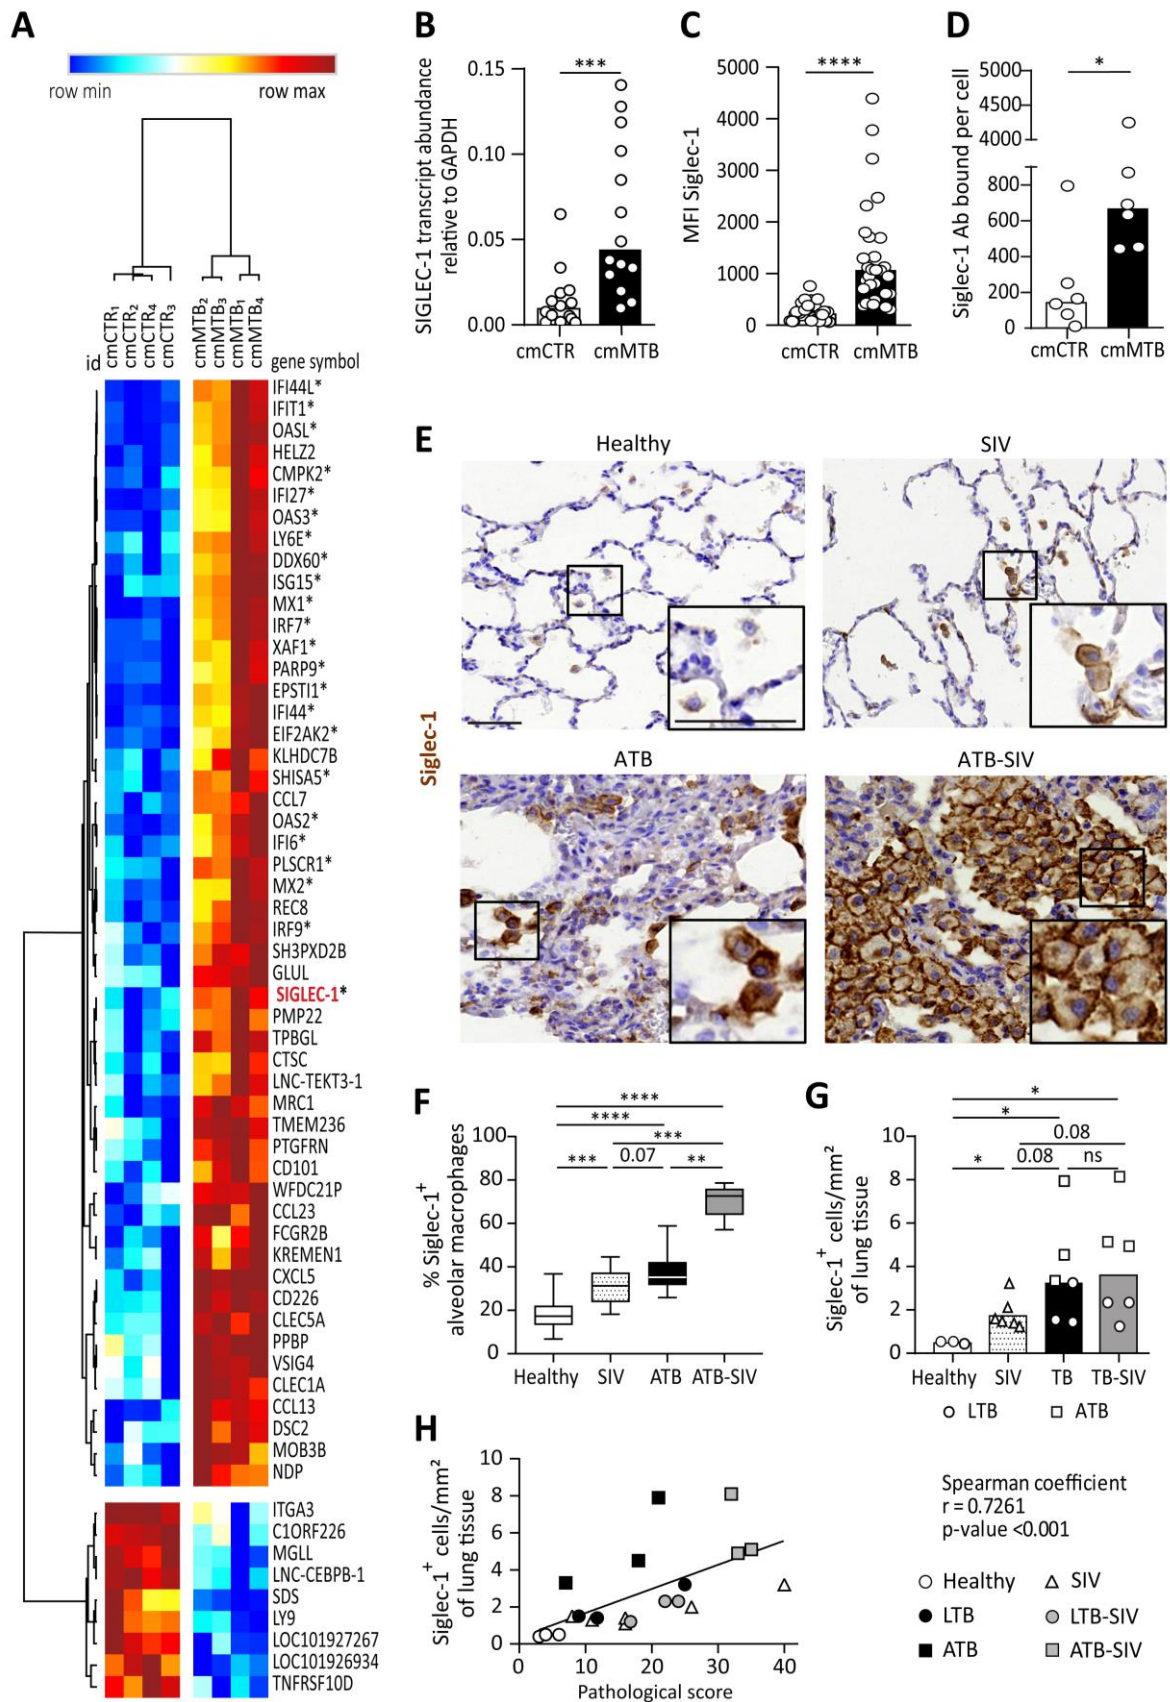 A
row min
row max
id
cmCTR₁
cmCTR₂
cmCTR₄
cmCTR₃
cmMTB₂
cmMTB₃
cmMTB₁
cmMTB₄
gene symbol
IFI44L*
IFIT1*
OASL*
HELZ2
CMPK2*
IFI27*
OAS3*
LY6E*
DDX60*
ISG15*
MX1*
IRF7*
XAF1*
PARP9*
EPSTI1*
IFI44*
EIF2AK2*
KLHDC7B
SHISA5*
CCL7
OAS2*
IFI6*
PLSCR1*
MX2*
REC8
IRF9*
SH3PXD2B
GLUL
SIGLEC-1*
PMP22
TPBGL
CTSC
LNC-TEKT3-1
MRC1
TMEM236
PTGFRN
CD101
WFDC21P
CCL23
FCGR2B
KREMEN1
CXCL5
CD226
CLEC5A
PPBP
VSIG4
CLEC1A
CCL13
DSC2
MOB3B
NDP
ITGA3
C1ORF226
MGLL
LNC-CEBPB-1
SDS
LY9
LOC101927267
LOC101926934
TNFRSF10D
B
SIGLEC-1 transcript abundance
relative to GAPDH
0.15
0.10
0.05
0.00
***
cmCTR
cmMTB
C
MFI Siglec-1
5000
4000
3000
2000
1000
0
****
cmCTR
cmMTB
D
Siglec-1 Ab bound per cell
5000
4500
4000
800
600
400
200
0
*
cmCTR
cmMTB
E
Siglec-1
Healthy
SIV
ATB
ATB-SIV
F
% Siglec-1⁺
alveolar macrophages
100
80
60
40
20
0
****
****
***
***
0.07
**
Healthy
SIV
ATB
ATB-SIV
G
Siglec-1⁺ cells/mm²
of lung tissue
10
8
6
4
2
0
*
*
0.08
*
0.08
ns
Healthy
SIV
TB
TB-SIV
LTB
ATB
H
Siglec-1⁺ cells/mm²
of lung tissue
10
8
6
4
2
0
0
10
20
30
40
Pathological score
Spearman coefficient
r = 0.7261
p-value <0.001
Healthy
SIV
LTB
LTB-SIV
ATB
ATB-SIV